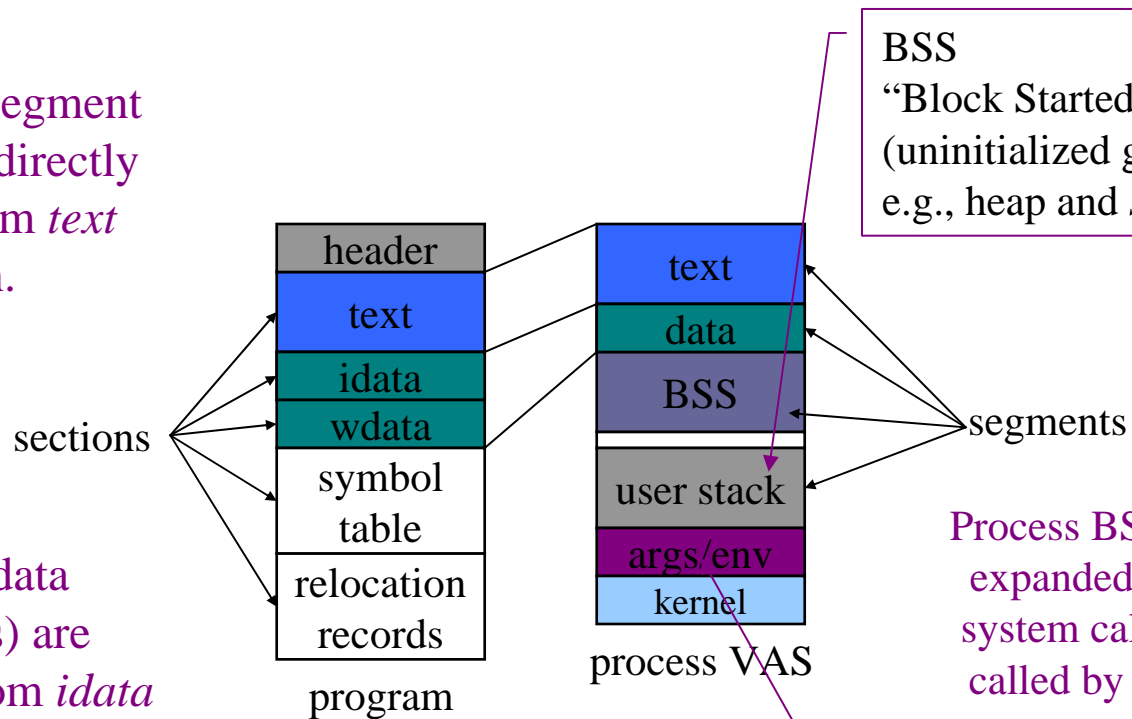 BSS
“Block Started
(uninitialized g
e.g., heap and
egment
directly
m text
.
header
text
idata
wdata
symbol
table
relocation
records
program
sections
text
data
BSS
user stack
args/env
kernel
process VAS
segments
data
s) are
om idata
Process BS
expanded
system cal
called by